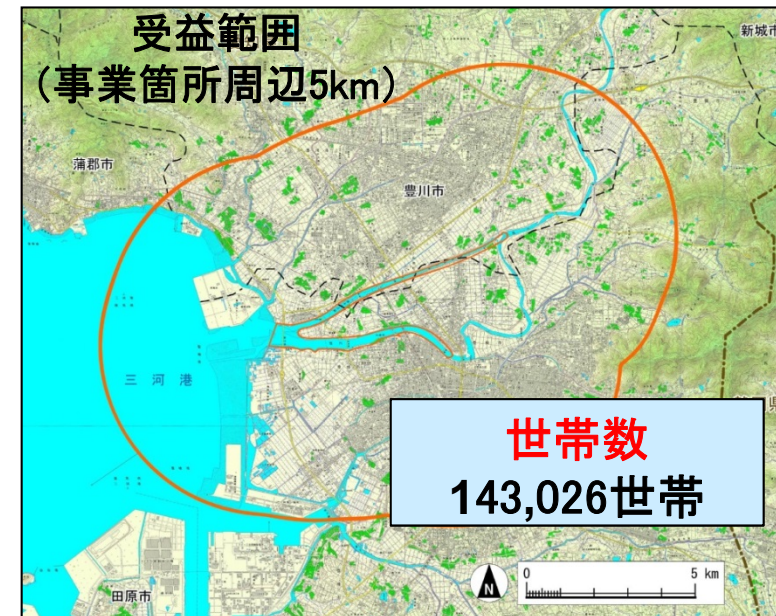 受益範囲
（事業箇所周辺5km）
新城市
蒲郡市
豊川市
三河港
世帯数
143,026世帯
田原市
N
0
5 km